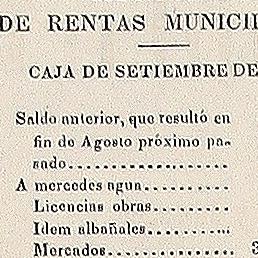 DE RENTAS MUNICI
CAJA DE SETIEMBRE DE
Saldo anterior, que resultó en
fin de Agosto próximo pa-
sado..................
A mercedes agua..........
Licencias obras..........
Idem albañales..........
Mercados............... 3